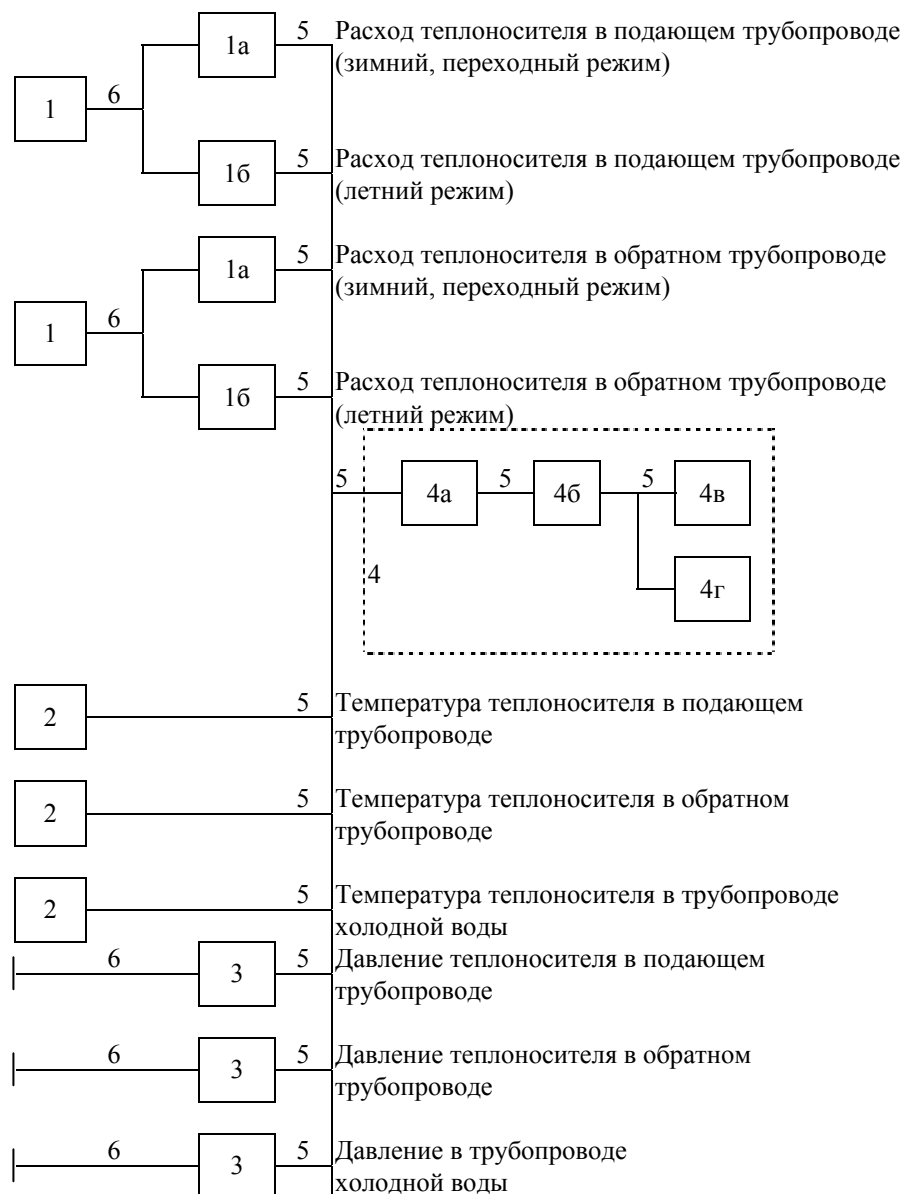 1а 5 Расход теплоносителя в подающем трубопроводе
(зимний, переходный режим)
1 6
1б 5 Расход теплоносителя в подающем трубопроводе
(летний режим)
1а 5 Расход теплоносителя в обратном трубопроводе
(зимний, переходный режим)
1 6
1б 5 Расход теплоносителя в обратном трубопроводе
(летний режим)
5 4а 5 4б 5 4в
4 4г
2 5 Температура теплоносителя в подающем
трубопроводе
2 5 Температура теплоносителя в обратном
трубопроводе
2 5 Температура теплоносителя в трубопроводе
холодной воды
6 3 5 Давление теплоносителя в подающем
трубопроводе
6 3 5 Давление теплоносителя в обратном
трубопроводе
6 3 5 Давление в трубопроводе
холодной воды